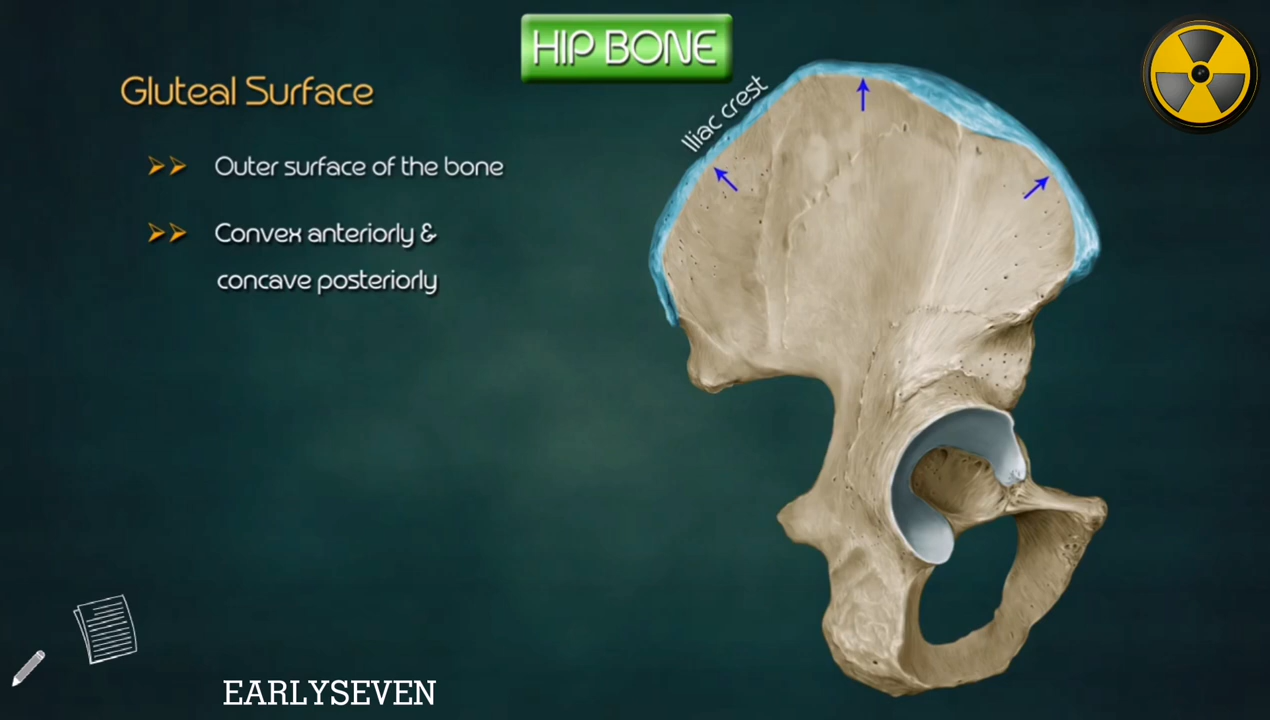 HIP BONE
Gluteal Surface
Outer surface of the bone
Convex anteriorly &
concave posteriorly
Iliac crest
EARLYSEVEN